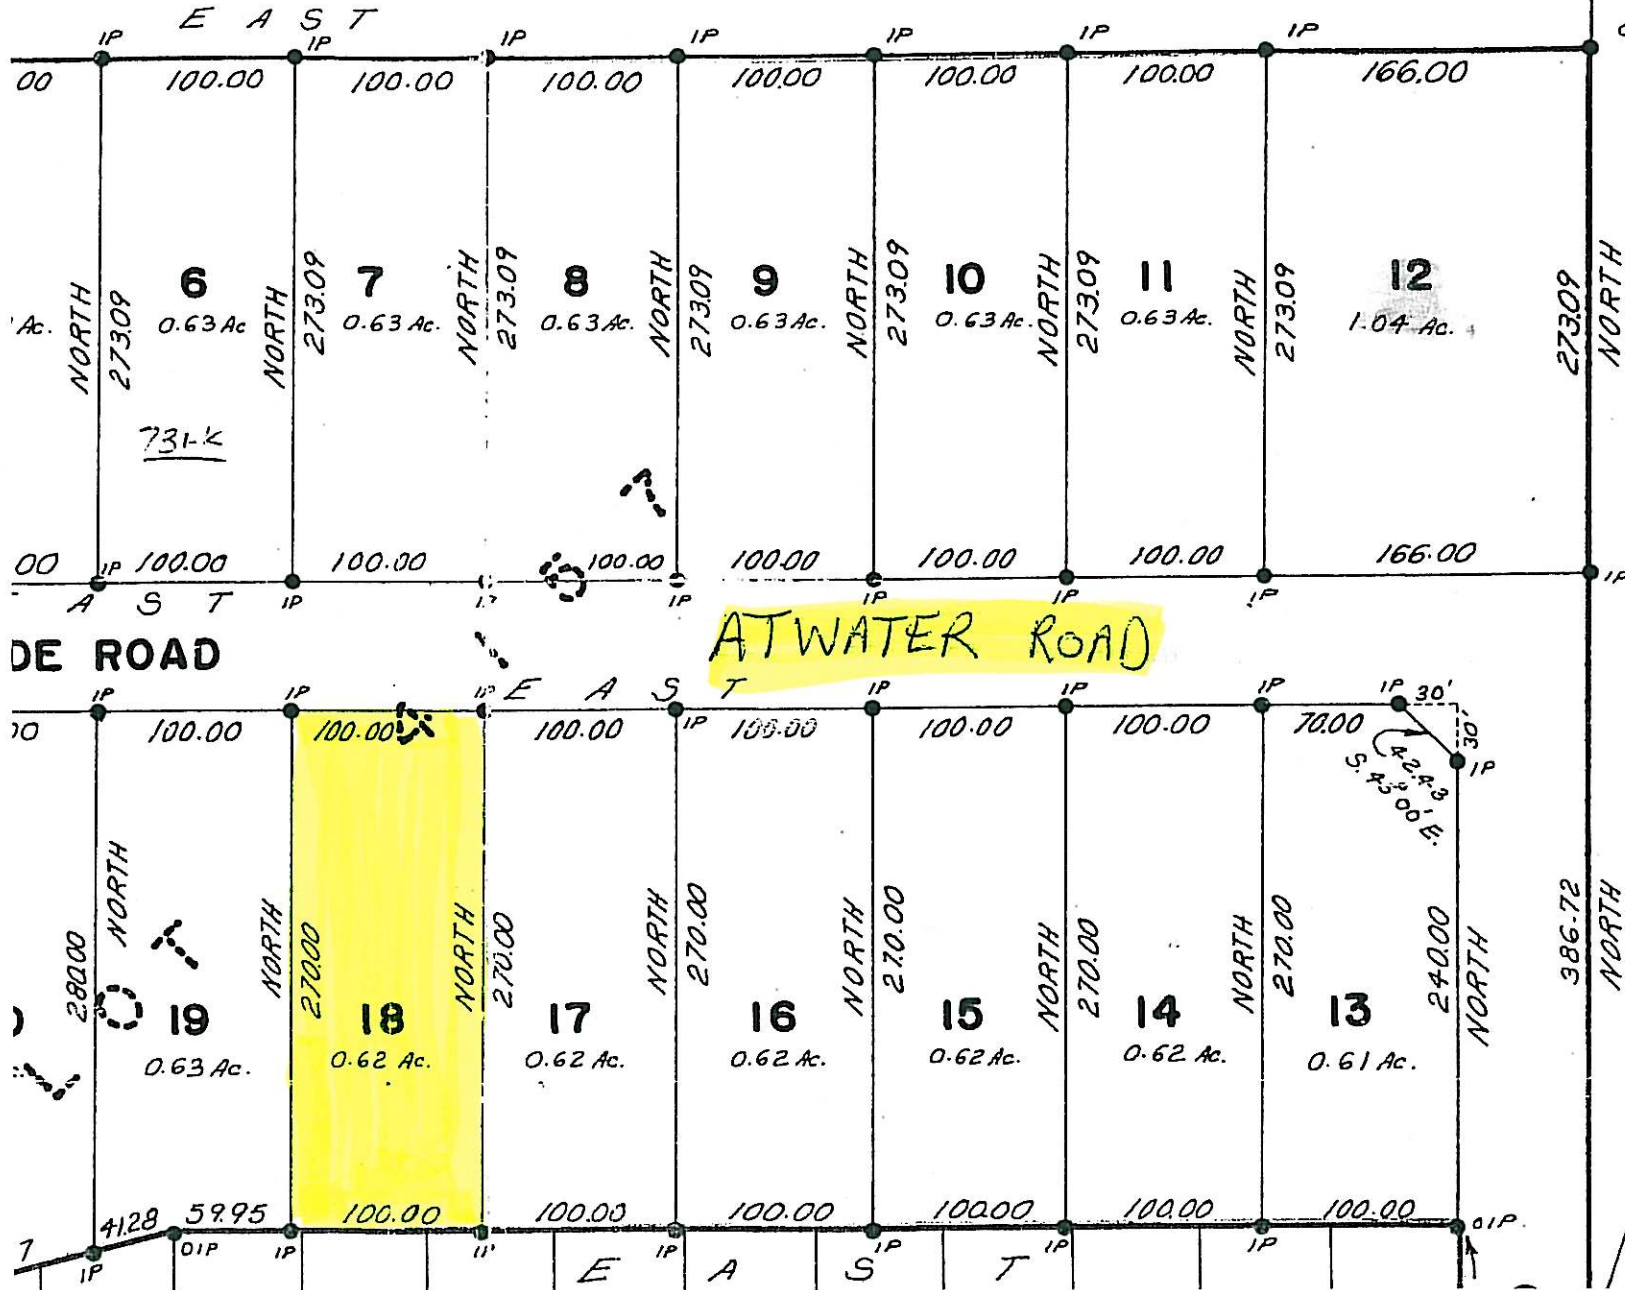 E A S T
IP IP IP IP IP IP IP
00 100.00 100.00 100.00 100.00 100.00 100.00 166.00
NORTH 273.09 NORTH 273.09 NORTH 273.09 NORTH 273.09 NORTH 273.09 NORTH 273.09 NORTH 273.09 273.09 NORTH
6 7 8 9 10 11 12
Ac. 0.63 Ac 0.63 Ac. 0.63 Ac. 0.63 Ac. 0.63 Ac. 0.63 Ac. 1.04 Ac.
731-K
00 IP 100.00 100.00 100.00 100.00 100.00 100.00 166.00
A S T IP IP IP IP IP IP
DE ROAD
ATWATER ROAD
IP IP IP E A S T IP IP IP IP 30'
00 100.00 100.00 100.00 IP 100.00 100.00 100.00 70.00 30'
IP
42.43
S. 45°00' E.
280.00 NORTH NORTH 270.00 NORTH 270.00 NORTH 270.00 NORTH 270.00 NORTH 270.00 NORTH 270.00 240.00 NORTH 386.72 NORTH
19 18 17 16 15 14 13
0.63 Ac. 0.62 Ac. 0.62 Ac. 0.62 Ac. 0.62 Ac. 0.62 Ac. 0.61 Ac.
41.28 59.95 100.00 100.00 100.00 100.00 100.00 100.00
7 IP OIP IP IP IP IP IP OIP.
E A S T